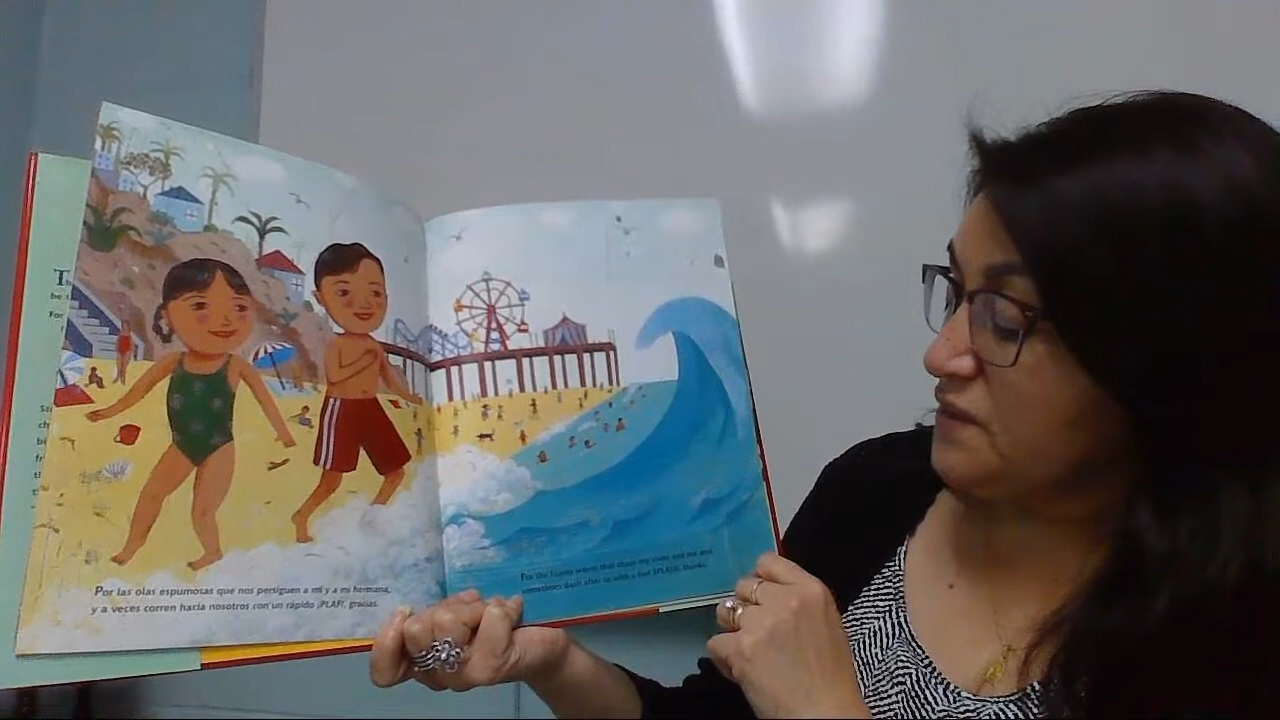 Por las olas espumosas que nos persiguen a mí y a mi hermana,
y a veces corren hacia nosotros con un rápido ¡PLAF!, gracias.
For the foamy waves that chase my sister and me and
sometimes dash after us with a fast SPLASH, thanks.